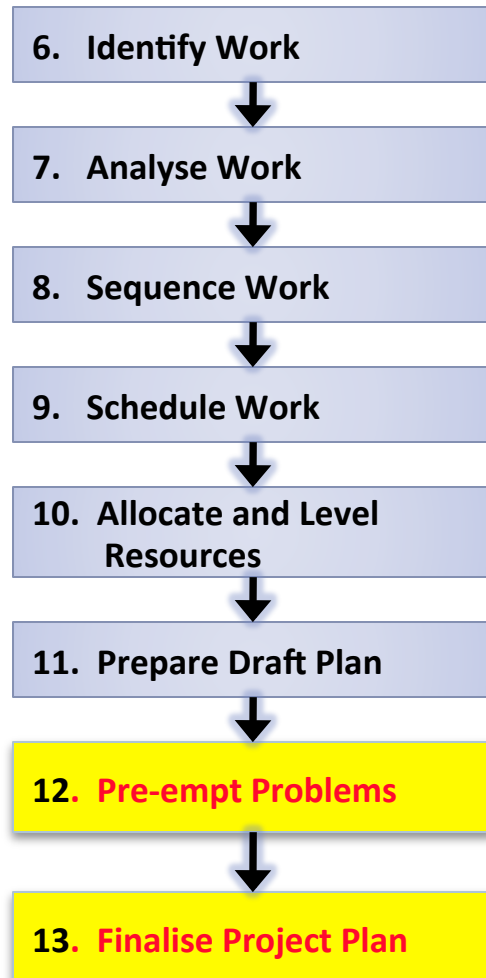 6. Identify Work
7. Analyse Work
8. Sequence Work
9. Schedule Work
10. Allocate and Level
Resources
11. Prepare Draft Plan
12. Pre-empt Problems
13. Finalise Project Plan